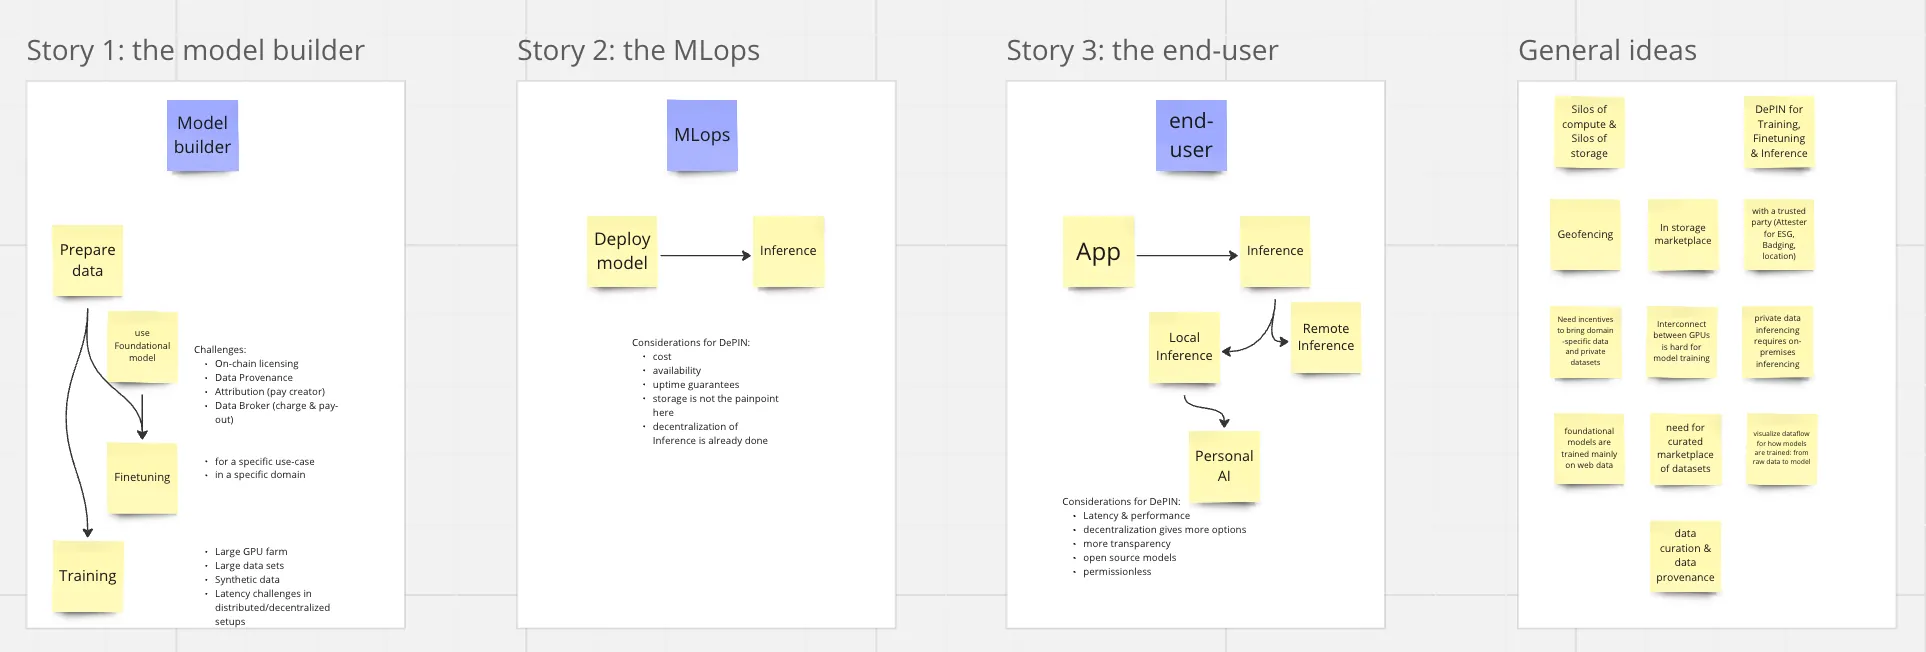 Story 1: the model builder
Model
builder
Prepare
data
use
Foundational
model
Challenges:
• On-chain licensing
• Data Provenance
• Attribution (pay creator)
• Data Broker (charge & pay-
out)
Finetuning
• for a specific use-case
• in a specific domain
Training
• Large GPU farm
• Large data sets
• Synthetic data
• Latency challenges in
distributed/decentralized
setups
Story 2: the MLops
MLops
Deploy
model
Inference
Considerations for DePIN:
• cost
• availability
• uptime guarantees
• storage is not the painpoint
here
• decentralization of
Inference is already done
Story 3: the end-user
end-
user
App
Inference
Local
Inference
Remote
Inference
Personal
AI
Considerations for DePIN:
• Latency & performance
• decentralization gives more options
• more transparency
• open source models
• permissionless
General ideas
Silos of
compute &
Silos of
storage
DePIN for
Training,
Finetuning
& Inference
Geofencing
In storage
marketplace
with a trusted
party (Attester
for ESG,
Badging,
location)
Need incentives
to bring domain
-specific data
and private
datasets
Interconnect
between GPUs
is hard for
model training
private data
inferencing
requires on-
premises
inferencing
foundational
models are
trained mainly
on web data
need for
curated
marketplace
of datasets
visualize dataflow
for how models
are trained: from
raw data to model
data
curation &
data
provenance